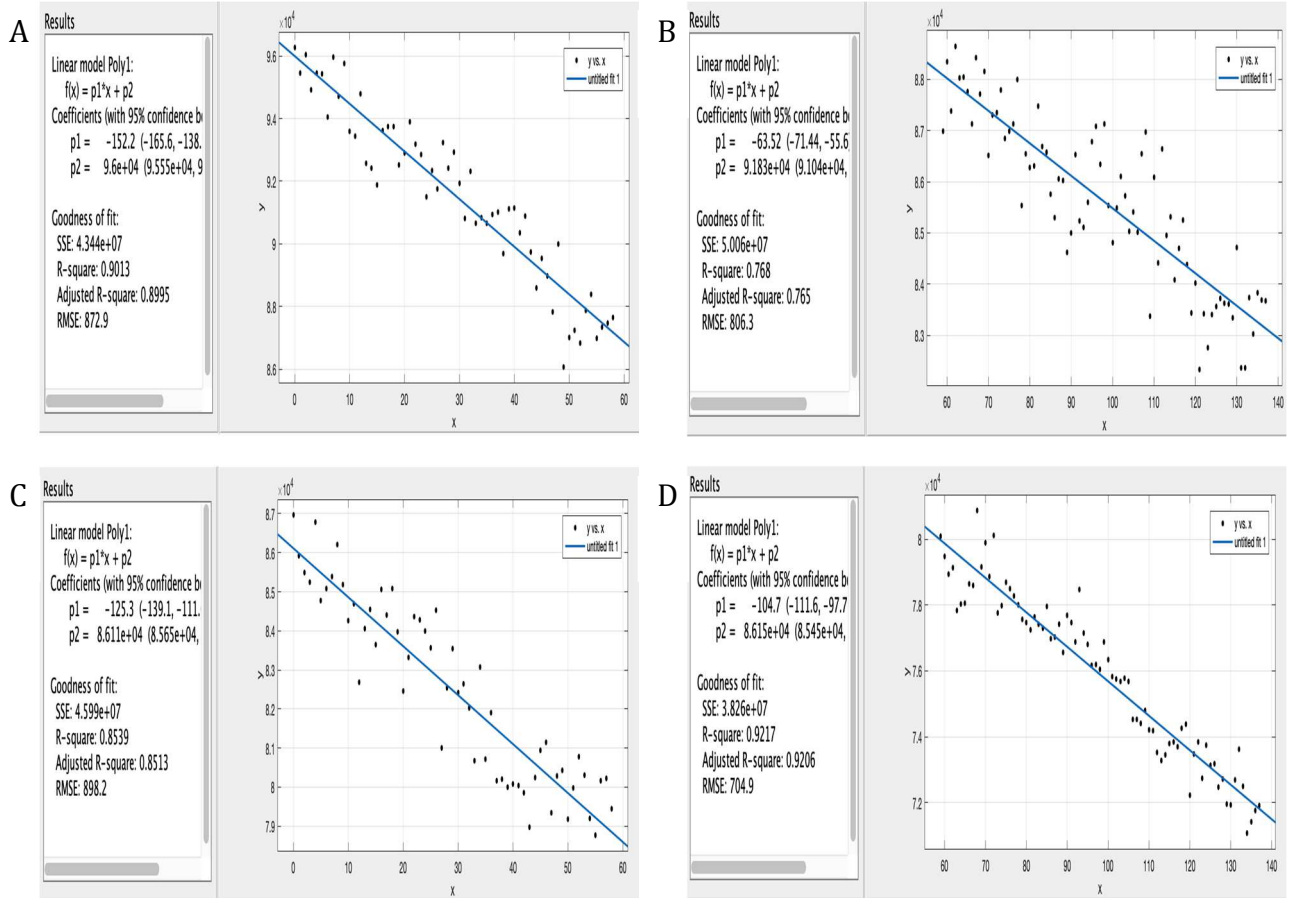 A
Results
Linear model Poly1:
f(x) = p1*x + p2
Coefficients (with 95% confidence
p1 = −152.2 (−165.6, −138.
p2 = 9.6e+04 (9.555e+04, 9
Goodness of fit:
SSE: 4.344e+07
R−square: 0.9013
Adjusted R−square: 0.8995
RMSE: 872.9
×10⁴
9.6
9.4
9.2
9
8.8
8.6
y
0 10 20 30 40 50 60
x
y vs. x
untitled fit 1
B
Results
Linear model Poly1:
f(x) = p1*x + p2
Coefficients (with 95% confidence
p1 = −63.52 (−71.44, −55.6
p2 = 9.183e+04 (9.104e+04,
Goodness of fit:
SSE: 5.006e+07
R−square: 0.768
Adjusted R−square: 0.765
RMSE: 806.3
×10⁴
8.8
8.7
8.6
8.5
8.4
8.3
y
60 70 80 90 100 110 120 130 140
x
y vs. x
untitled fit 1
C
Results
Linear model Poly1:
f(x) = p1*x + p2
Coefficients (with 95% confidence
p1 = −125.3 (−139.1, −111.
p2 = 8.611e+04 (8.565e+04,
Goodness of fit:
SSE: 4.599e+07
R−square: 0.8539
Adjusted R−square: 0.8513
RMSE: 898.2
×10⁴
8.7
8.6
8.5
8.4
8.3
8.2
8.1
8
7.9
y
0 10 20 30 40 50 60
x
y vs. x
untitled fit 1
D
Results
Linear model Poly1:
f(x) = p1*x + p2
Coefficients (with 95% confidence
p1 = −104.7 (−111.6, −97.7
p2 = 8.615e+04 (8.545e+04,
Goodness of fit:
SSE: 3.826e+07
R−square: 0.9217
Adjusted R−square: 0.9206
RMSE: 704.9
×10⁴
8
7.8
7.6
7.4
7.2
y
60 70 80 90 100 110 120 130 140
x
y vs. x
untitled fit 1